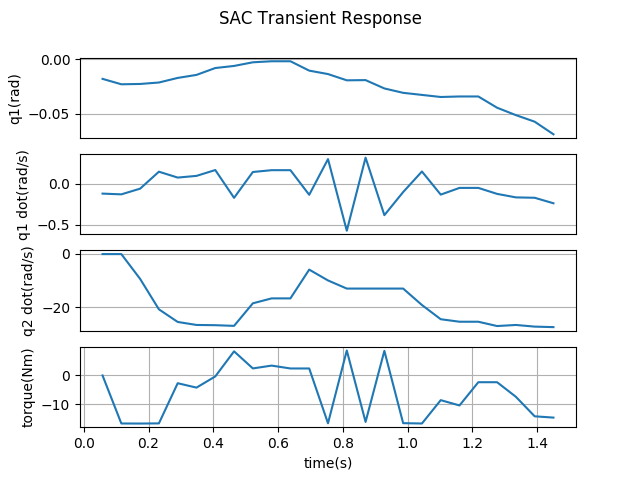 SAC Transient Response
q1(rad)
0.00
−0.05
q1 dot(rad/s)
0.0
−0.5
q2 dot(rad/s)
0
−20
torque(Nm)
0
−10
0.0 0.2 0.4 0.6 0.8 1.0 1.2 1.4
time(s)